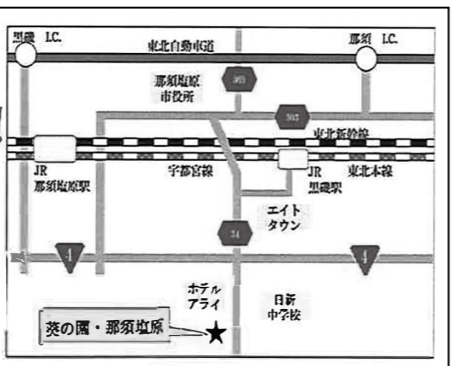 黒磯 I.C.
那須 I.C.
東北自動車道
那須塩原
市役所
303
東北新幹線
JR
那須塩原駅
宇都宮線
JR
黒磯駅
東北本線
エイト
タウン
34
4
4
ホテル
アライ
日新
中学校
葵の園・那須塩原